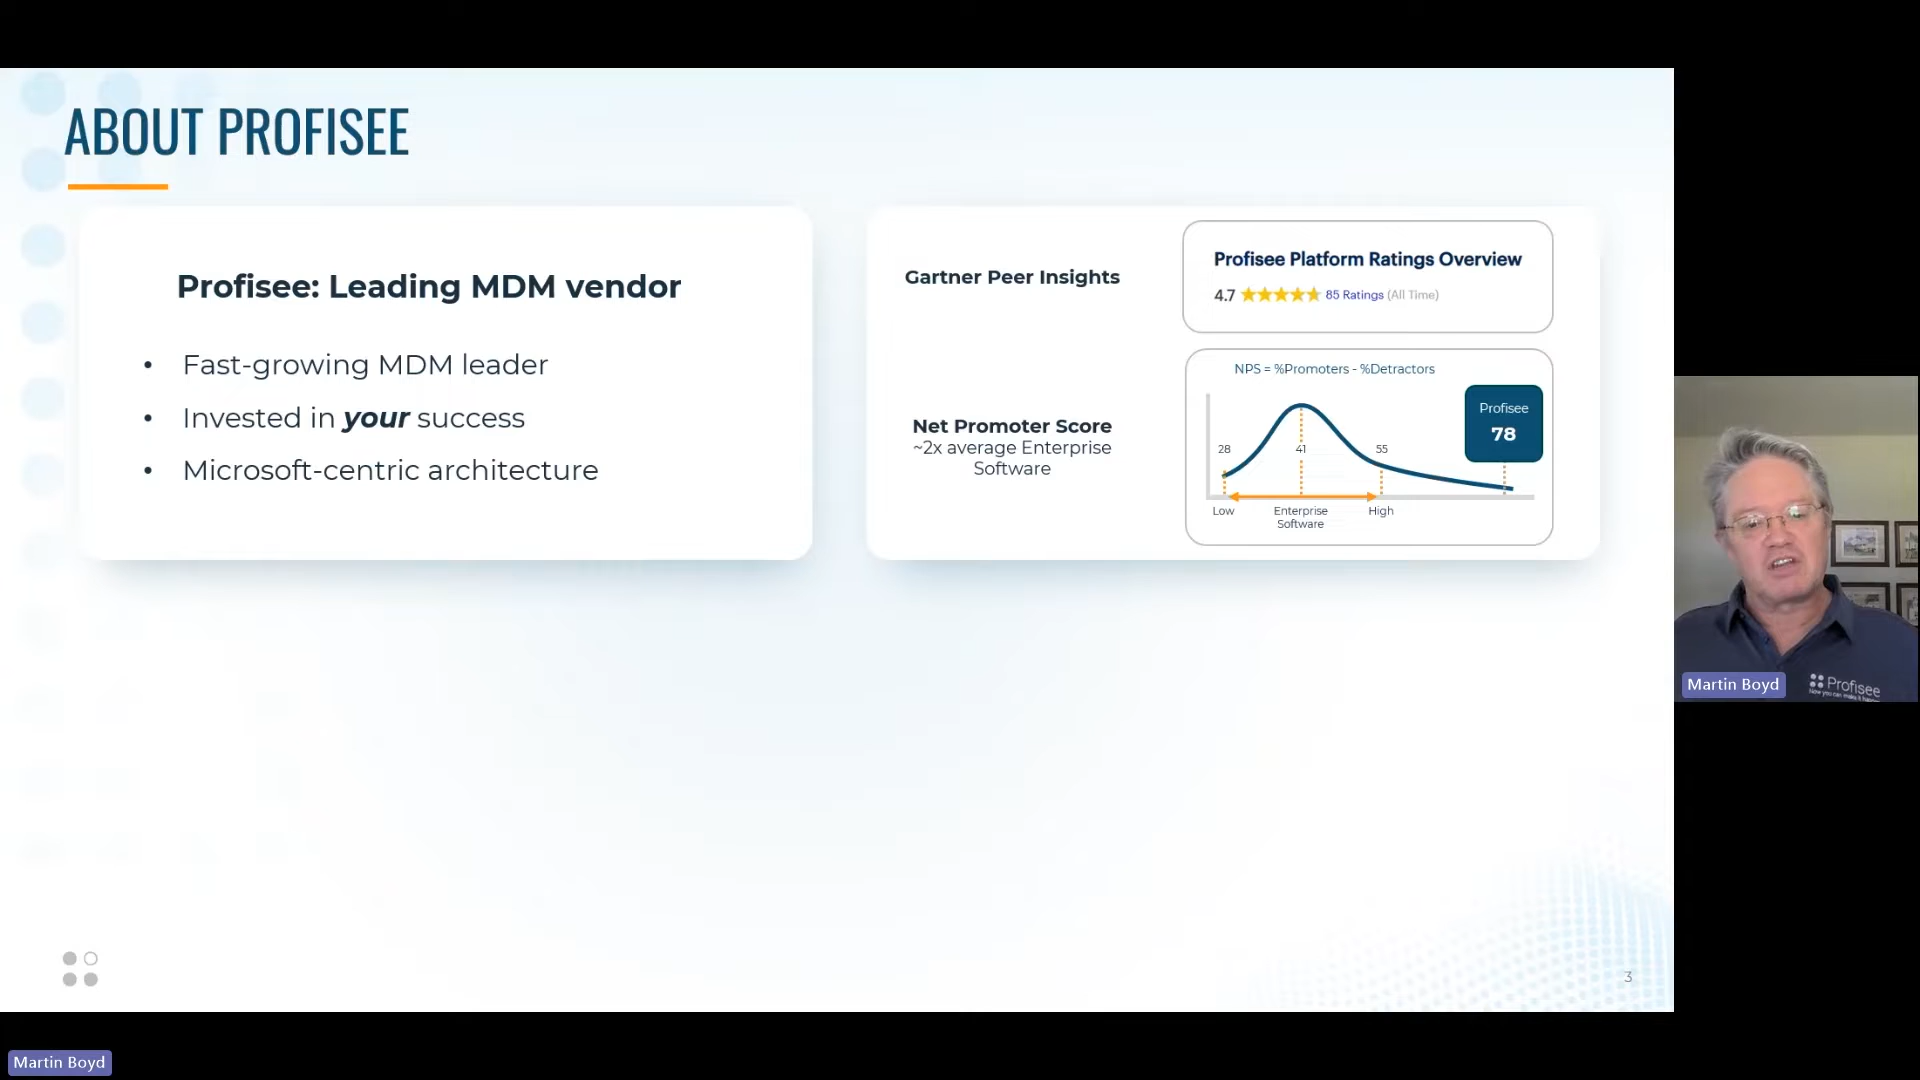 ABOUT PROFISEE
Profisee: Leading MDM vendor
• Fast-growing MDM leader
• Invested in your success
• Microsoft-centric architecture
Gartner Peer Insights
Profisee Platform Ratings Overview
4.7 85 Ratings (All Time)
Net Promoter Score
~2x average Enterprise
Software
NPS = %Promoters - %Detractors
Profisee
78
28 41 55
Low Enterprise Software High
3
Profisee
Martin Boyd
Martin Boyd